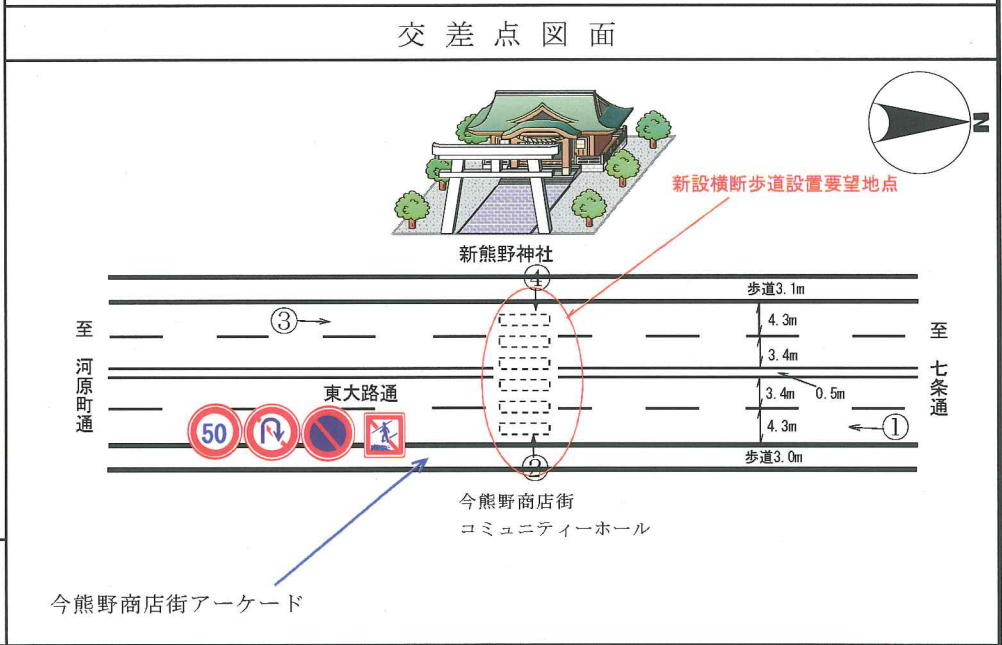 交差点図面
N
新設横断歩道設置要望地点
新熊野神社
④
歩道3.1m
至河原町通
③
4.3m
至七条通
3.4m
東大路通
3.4m
0.5m
50
4.3m
①
歩道3.0m
②
今熊野商店街
コミュニティーホール
今熊野商店街アーケード